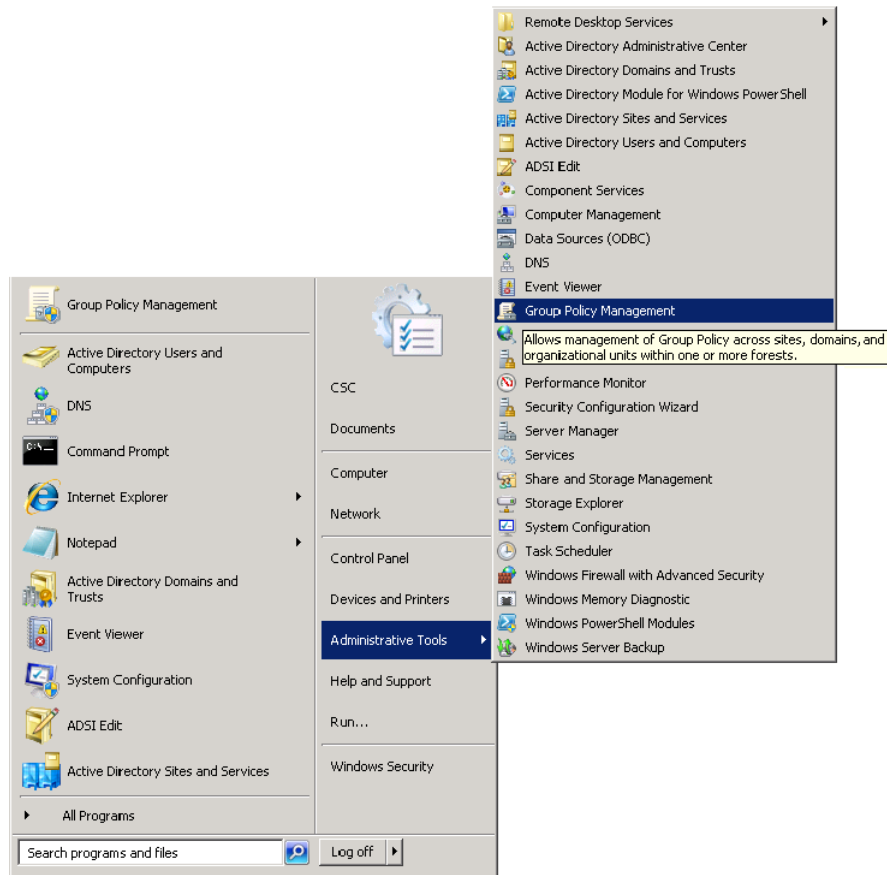 Remote Desktop Services
Active Directory Administrative Center
Active Directory Domains and Trusts
Active Directory Module for Windows PowerShell
Active Directory Sites and Services
Active Directory Users and Computers
ADSI Edit
Component Services
Computer Management
Data Sources (ODBC)
DNS
Event Viewer
Group Policy Management
Allows management of Group Policy across sites, domains, and
organizational units within one or more forests.
Performance Monitor
Security Configuration Wizard
Server Manager
Services
Share and Storage Management
Storage Explorer
System Configuration
Task Scheduler
Windows Firewall with Advanced Security
Windows Memory Diagnostic
Windows PowerShell Modules
Windows Server Backup
Group Policy Management
Active Directory Users and
Computers
DNS
C:\_
Command Prompt
Internet Explorer
Notepad
Active Directory Domains and
Trusts
Event Viewer
System Configuration
ADSI Edit
Active Directory Sites and Services
All Programs
Search programs and files
CSC
Documents
Computer
Network
Control Panel
Devices and Printers
Administrative Tools
Help and Support
Run...
Windows Security
Log off